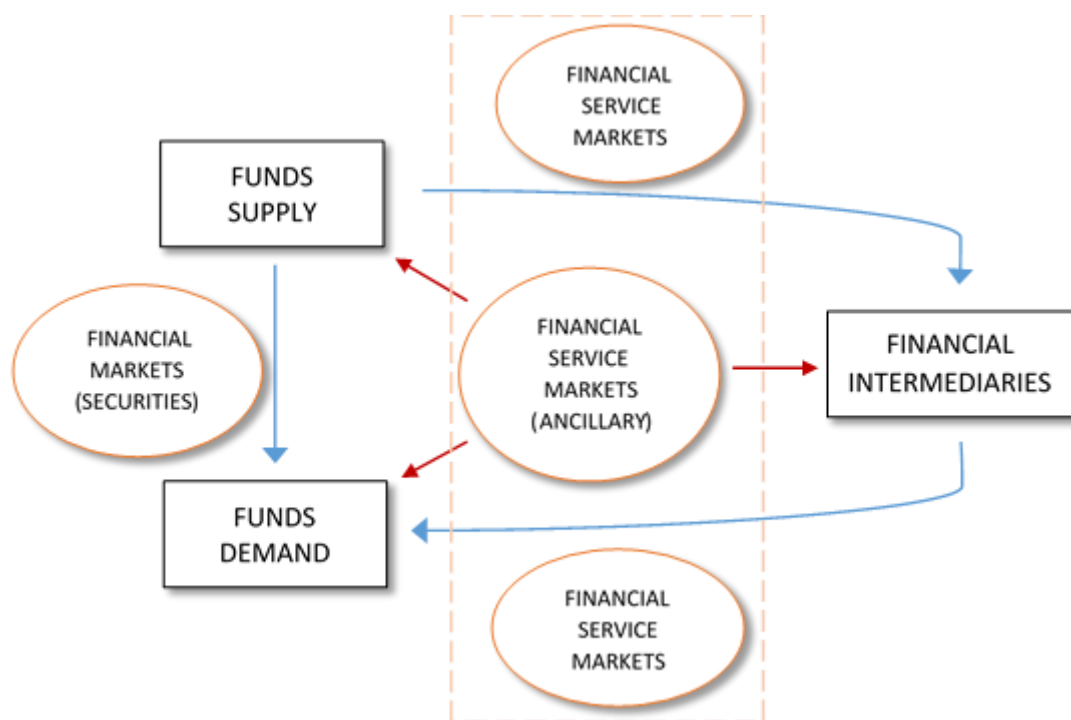 FINANCIAL
SERVICE
MARKETS
FUNDS
SUPPLY
FINANCIAL
MARKETS
(SECURITIES)
FINANCIAL
SERVICE
MARKETS
(ANCILLARY)
FINANCIAL
INTERMEDIARIES
FUNDS
DEMAND
FINANCIAL
SERVICE
MARKETS